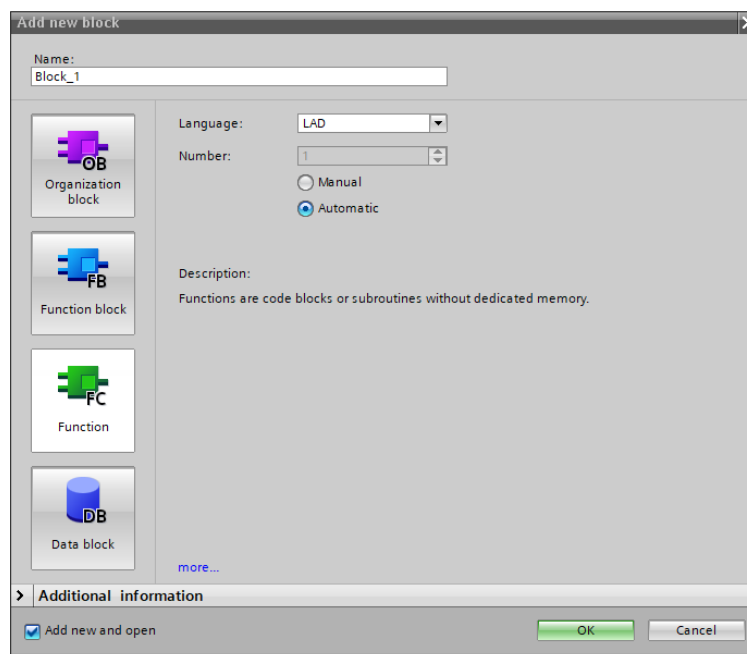 Add new block
Name:
Block_1
OB
Organization
block
FB
Function block
FC
Function
DB
Data block
Language:
LAD
Number:
1
Manual
Automatic
Description:
Functions are code blocks or subroutines without dedicated memory.
more...
Additional information
Add new and open
OK
Cancel